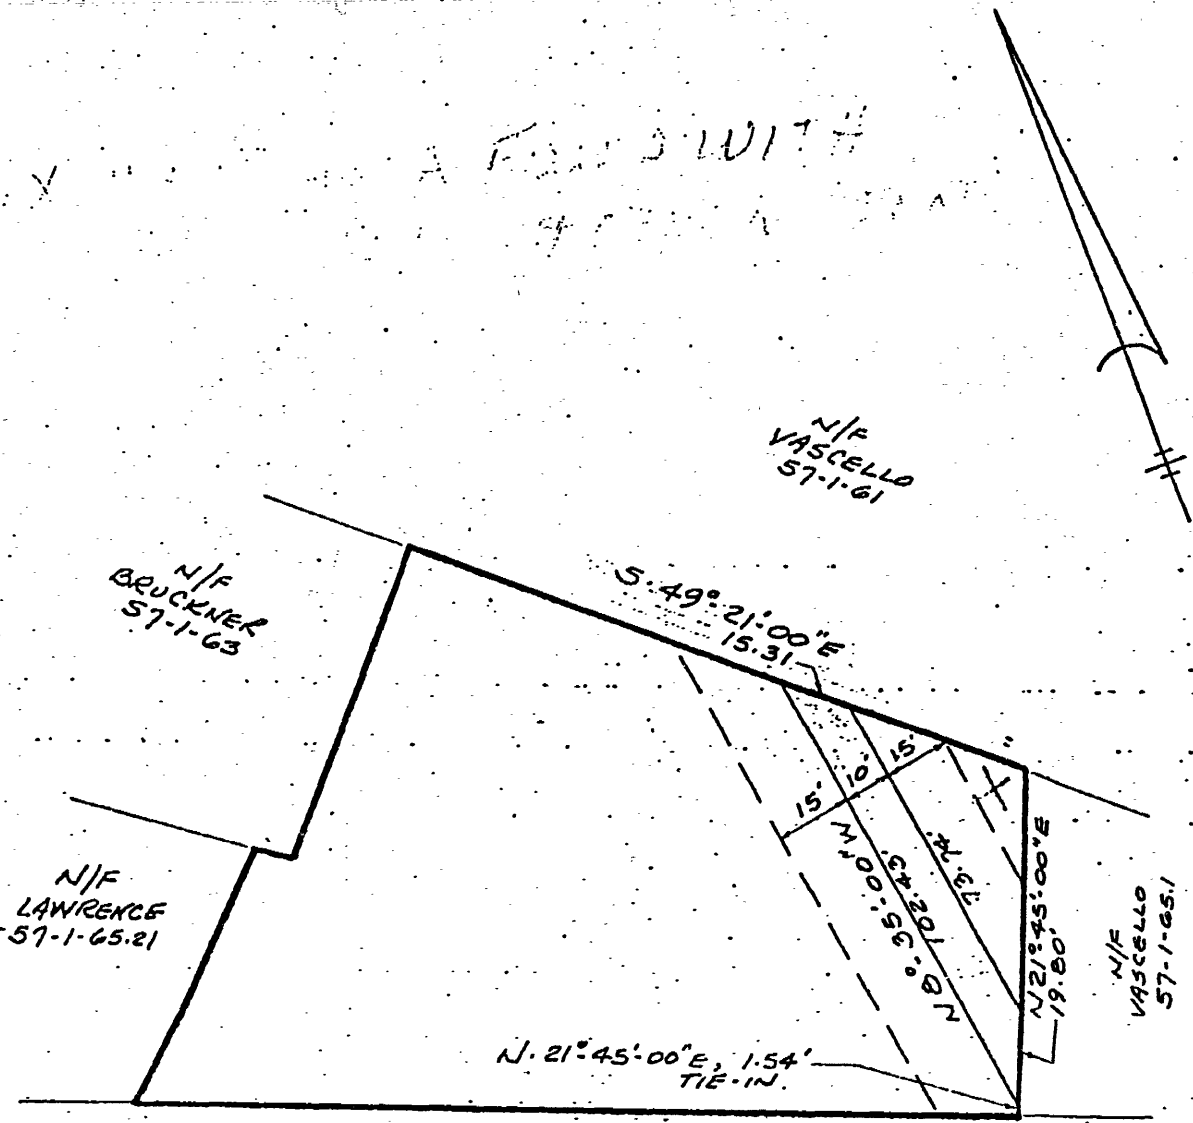 N/F
VASCELLO
57-1-61
N/F
BRUCKNER
57-1-63
S.49°-21'-00"E
15.31
15' 10' 15'
N8°-35'-00"W
102.43'
73.74'
N21°-45'-00"E
19.80'
N/F
VASCELLO
57-1-65.1
N/F
LAWRENCE
57-1-65.21
N.21°-45'-00"E, 1.54'
TIE-IN.